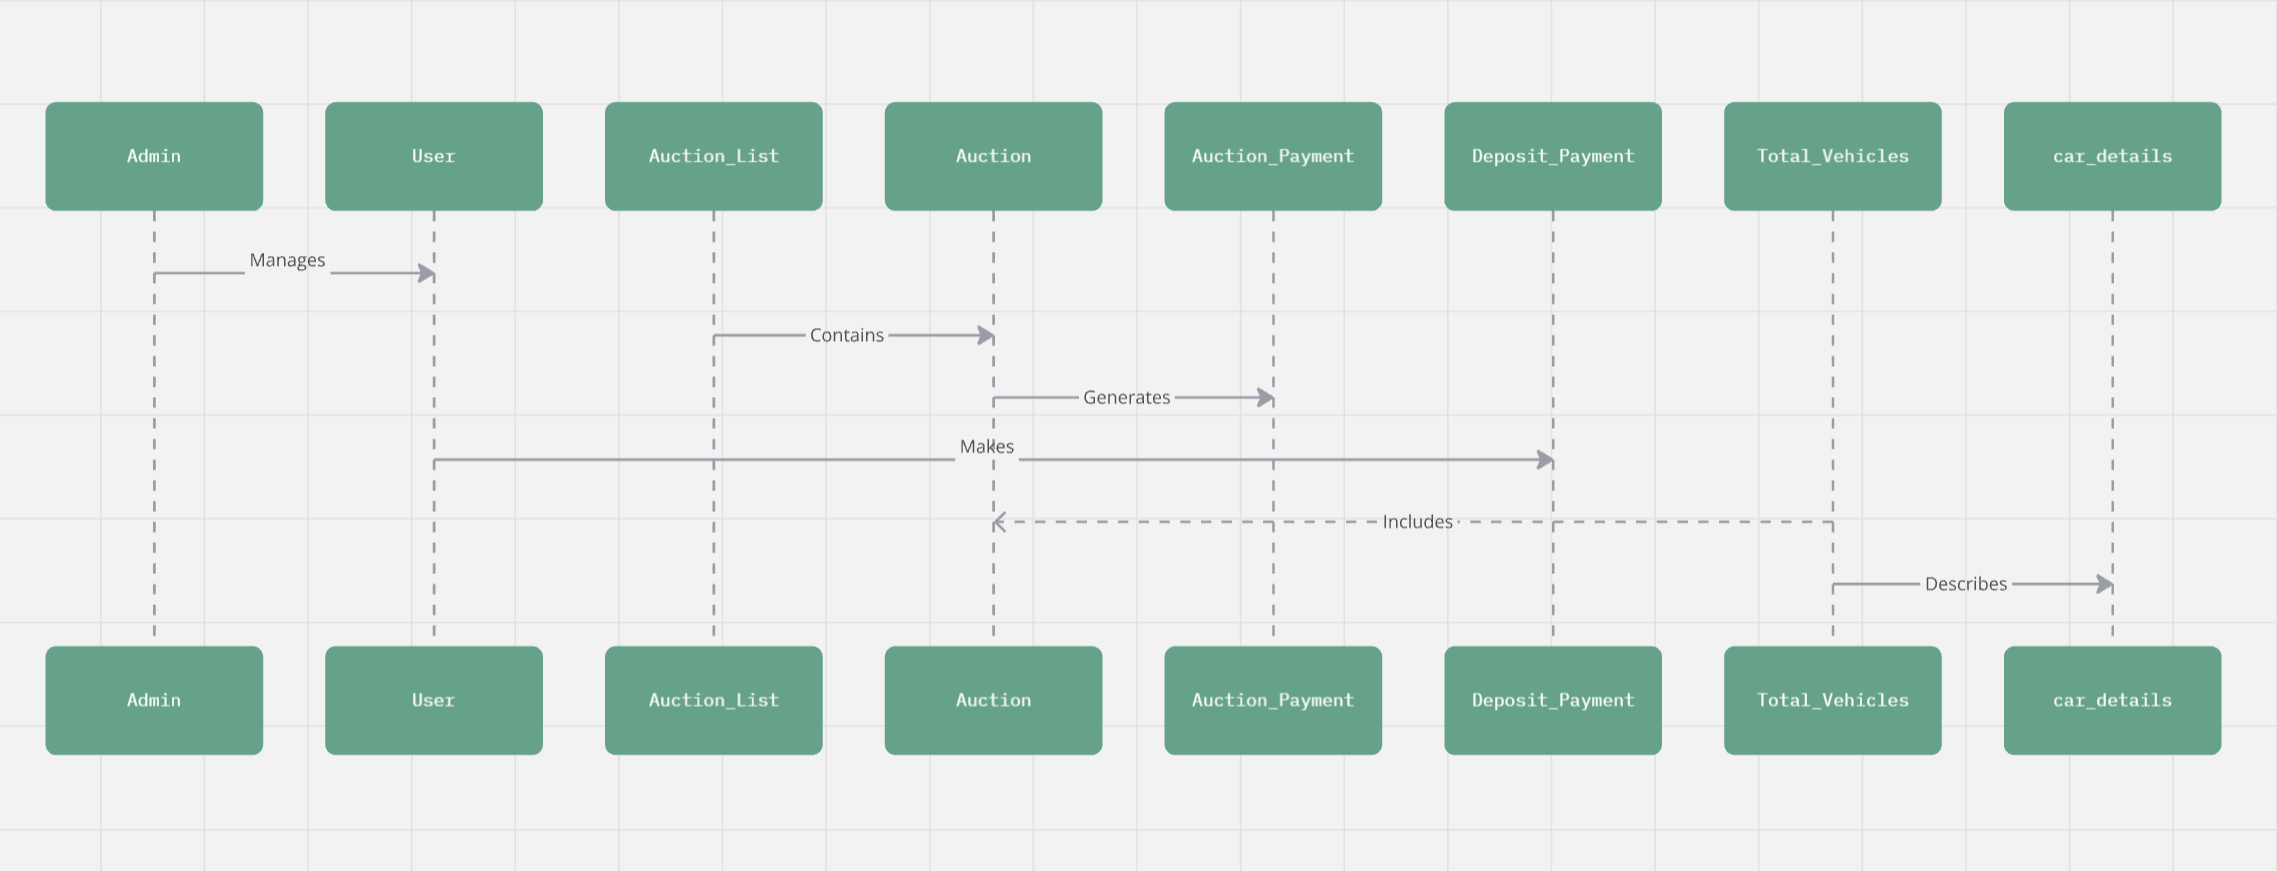 Admin
User
Auction_List
Auction
Auction_Payment
Deposit_Payment
Total_Vehicles
car_details
Manages
Contains
Generates
Makes
Includes
Describes
Admin
User
Auction_List
Auction
Auction_Payment
Deposit_Payment
Total_Vehicles
car_details